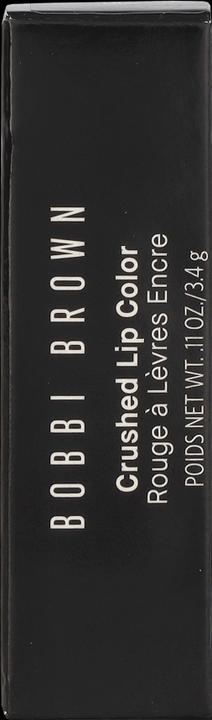 BOBBI BROWN
Crushed Lip Color
Rouge à Lèvres Encre
POIDS NET WT. .11 OZ./3.4 g